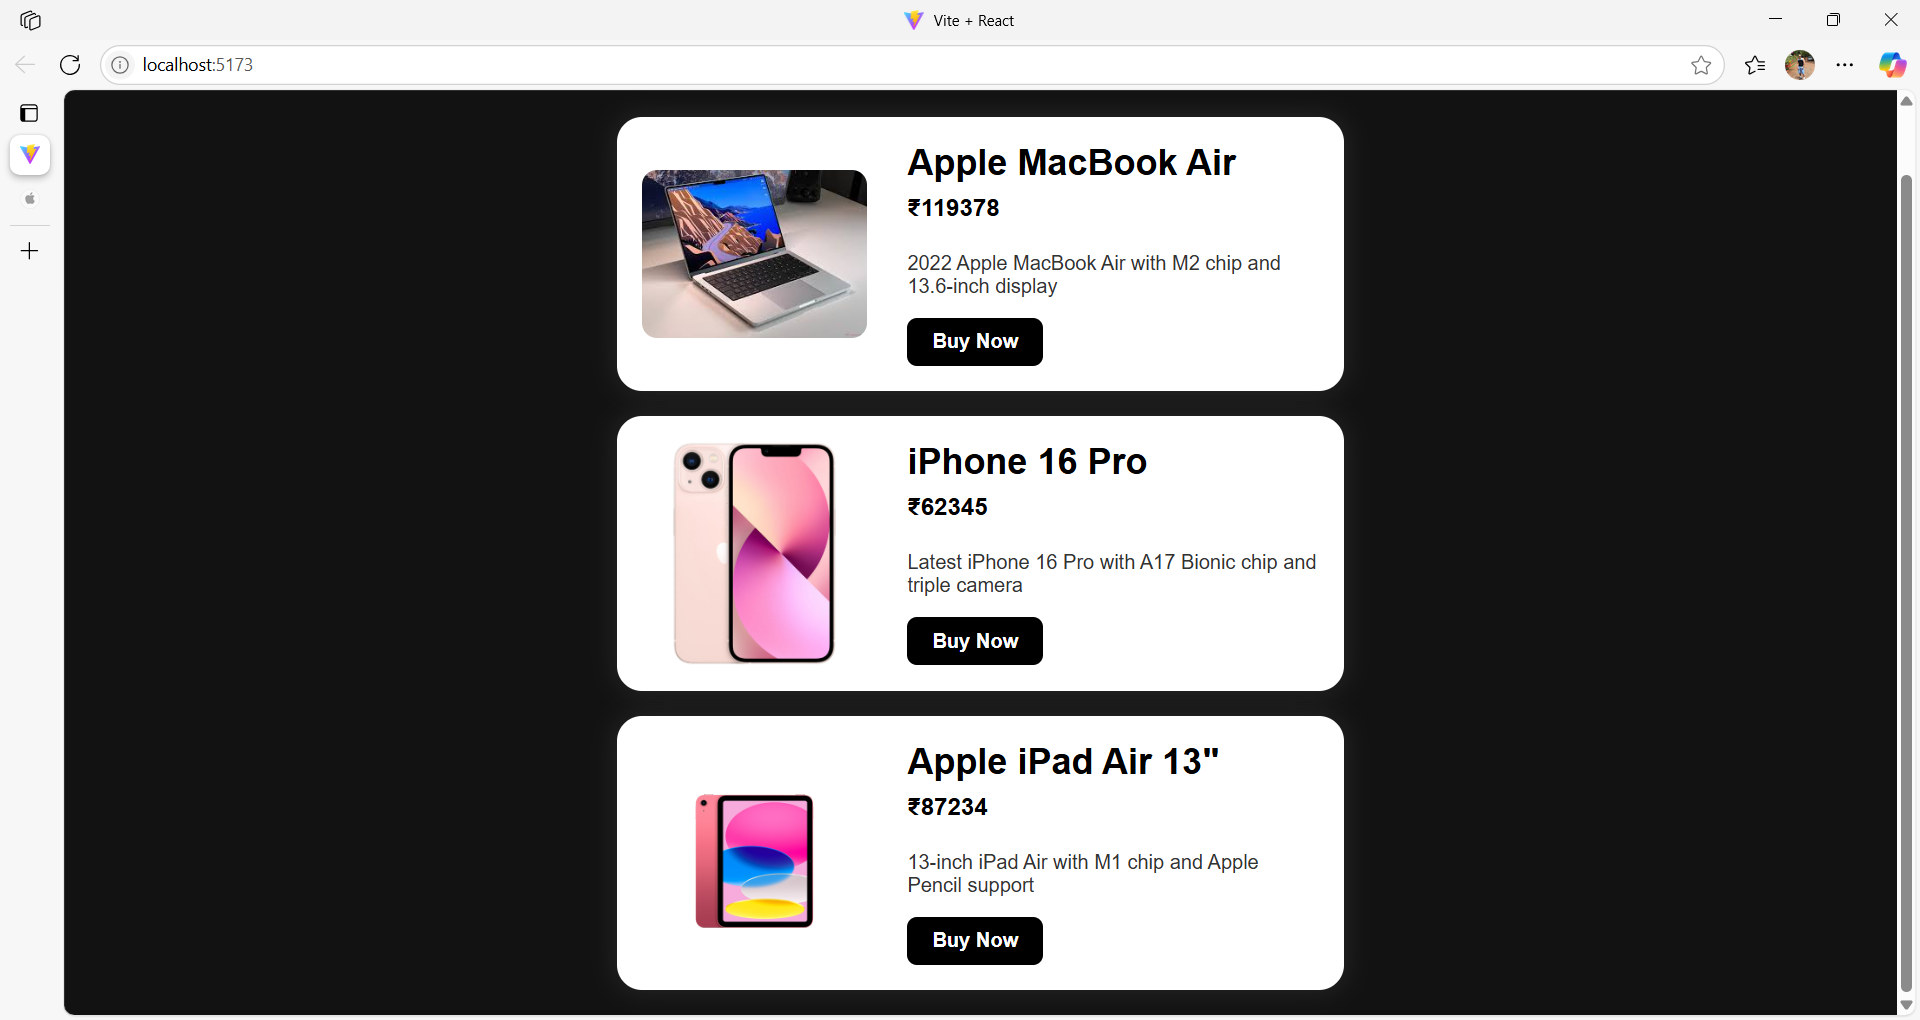 Vite + React
localhost:5173
Apple MacBook Air
₹119378
2022 Apple MacBook Air with M2 chip and
13.6-inch display
Buy Now
iPhone 16 Pro
₹62345
Latest iPhone 16 Pro with A17 Bionic chip and
triple camera
Buy Now
Apple iPad Air 13"
₹87234
13-inch iPad Air with M1 chip and Apple
Pencil support
Buy Now